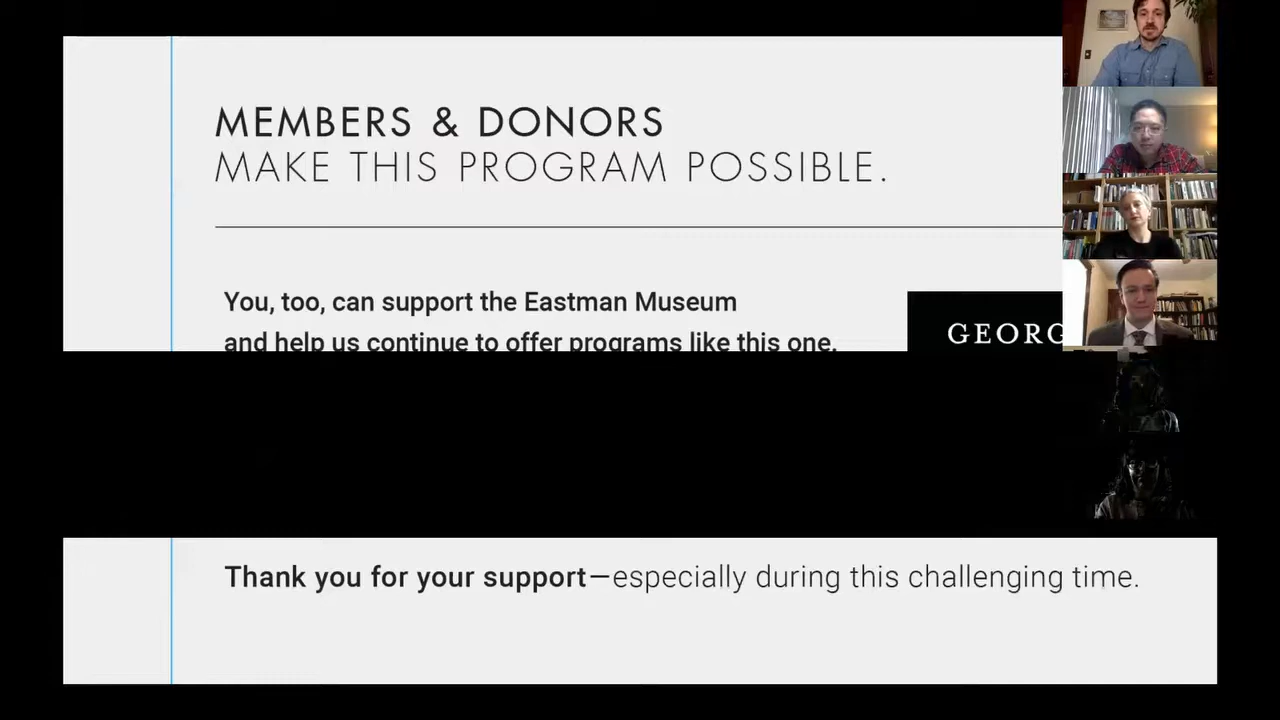 MEMBERS & DONORS
MAKE THIS PROGRAM POSSIBLE.
You, too, can support the Eastman Museum
and help us continue to offer programs like this one.
GEORG
Thank you for your support—especially during this challenging time.